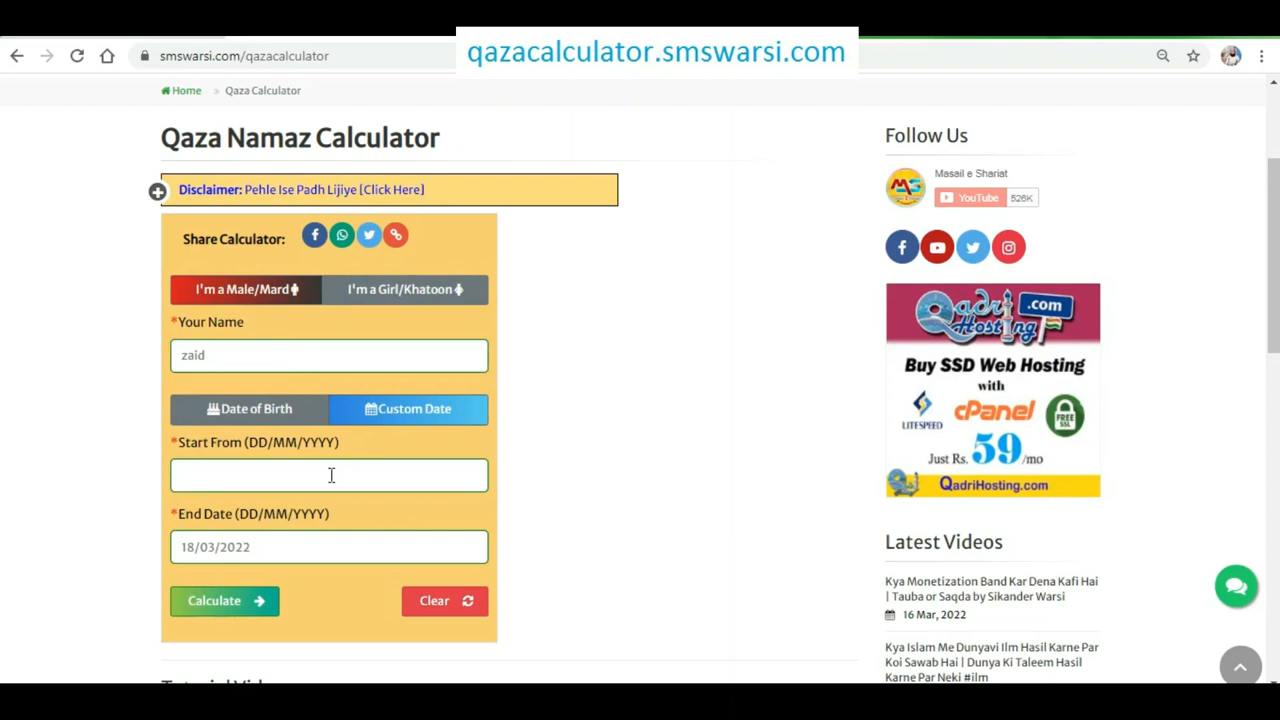 qazacalculator.smswarsi.com
smswarsi.com/qazacalculator
Home » Qaza Calculator
Qaza Namaz Calculator
Disclaimer: Pehle Ise Padh Lijiye [Click Here]
Share Calculator:
I'm a Male/Mard
I'm a Girl/Khatoon
*Your Name
zaid
Date of Birth
Custom Date
*Start From (DD/MM/YYYY)
*End Date (DD/MM/YYYY)
18/03/2022
Calculate
Clear
Follow Us
MS
Masail e Shariat
YouTube 526K
Qadri .com
Hosting
Buy SSD Web Hosting
with
LITESPEED
cPanel
FREE SSL
Just Rs. 59/mo
QadriHosting.com
Latest Videos
Kya Monetization Band Kar Dena Kafi Hai
| Tauba or Saqda by Sikander Warsi
16 Mar, 2022
Kya Islam Me Dunyavi Ilm Hasil Karne Par
Koi Sawab Hai | Dunya Ki Taleem Hasil
Karne Par Neki #ilm